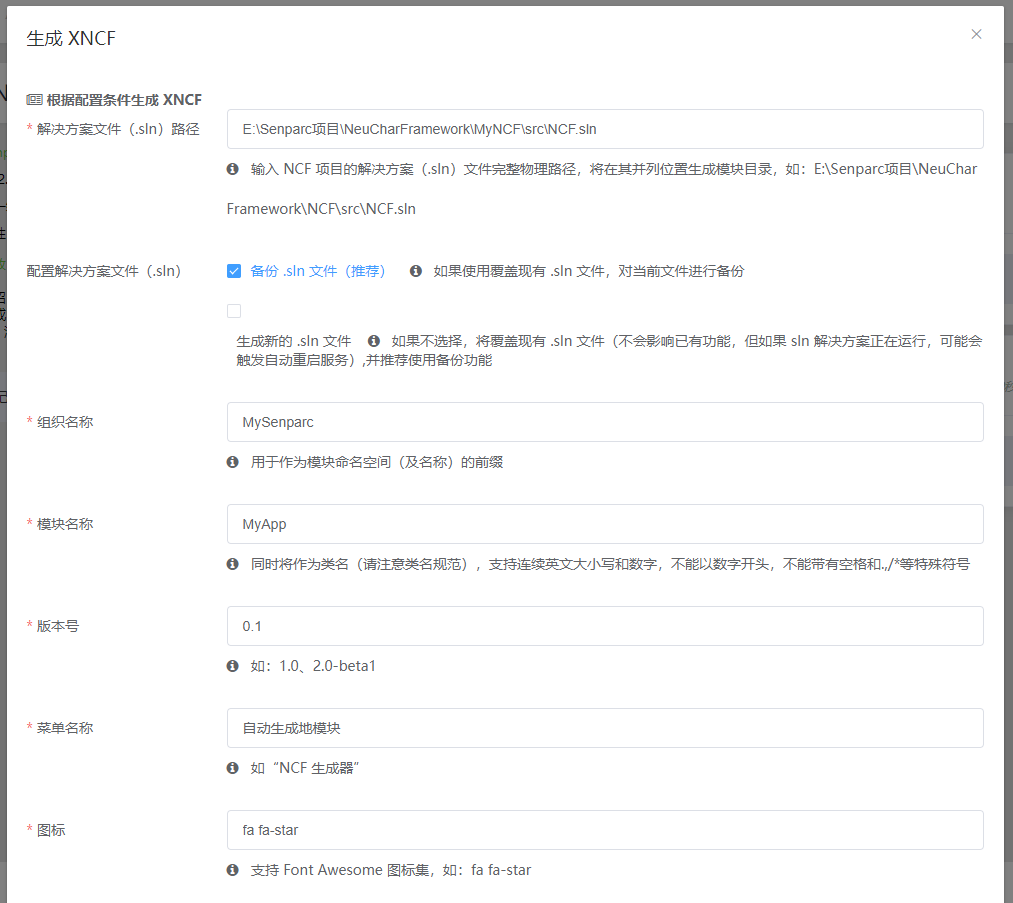 生成 XNCF
根据配置条件生成 XNCF
* 解决方案文件（.sln）路径
E:\Senparc项目\NeuCharFramework\MyNCF\src\NCF.sln
输入 NCF 项目的解决方案（.sln）文件完整物理路径，将在其并列位置生成模块目录，如：E:\Senparc项目\NeuChar
Framework\NCF\src\NCF.sln
配置解决方案文件（.sln）
备份 .sln 文件（推荐） 如果使用覆盖现有 .sln 文件，对当前文件进行备份
生成新的 .sln 文件 如果不选择，将覆盖现有 .sln 文件（不会影响已有功能，但如果 sln 解决方案正在运行，可能会
触发自动重启服务）,并推荐使用备份功能
* 组织名称
MySenparc
用于作为模块命名空间（及名称）的前缀
* 模块名称
MyApp
同时将作为类名（请注意类名规范），支持连续英文大小写和数字，不能以数字开头，不能带有空格和.,/*等特殊符号
* 版本号
0.1
如：1.0、2.0-beta1
* 菜单名称
自动生成地模块
如“NCF 生成器”
* 图标
fa fa-star
支持 Font Awesome 图标集，如：fa fa-star